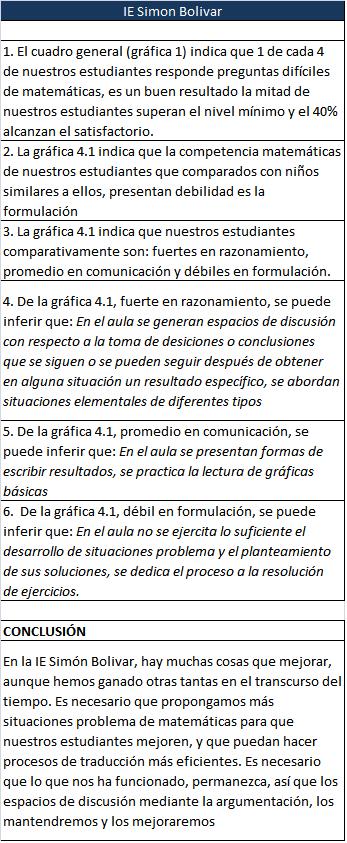 IE Simon Bolivar
1. El cuadro general (gráfica 1) indica que 1 de cada 4
de nuestros estudiantes responde preguntas difíciles
de matemáticas, es un buen resultado la mitad de
nuestros estudiantes superan el nivel mínimo y el 40%
alcanzan el satisfactorio.
2. La gráfica 4.1 indica que la competencia matemáticas
de nuestros estudiantes que comparados con niños
similares a ellos, presentan debilidad es la
formulación
3. La gráfica 4.1 indica que nuestros estudiantes
comparativamente son: fuertes en razonamiento,
promedio en comunicación y débiles en formulación.
4. De la gráfica 4.1, fuerte en razonamiento, se puede
inferir que: En el aula se generan espacios de discusión
con respecto a la toma de desiciones o conclusiones
que se siguen o se pueden seguir después de obtener
en alguna situación un resultado específico, se abordan
situaciones elementales de diferentes tipos
5. De la gráfica 4.1, promedio en comunicación, se
puede inferir que: En el aula se presentan formas de
escribir resultados, se practica la lectura de gráficas
básicas
6.  De la gráfica 4.1, débil en formulación, se puede
inferir que: En el aula no se ejercita lo suficiente el
desarrollo de situaciones problema y el planteamiento
de sus soluciones, se dedica el proceso a la resolución
de ejercicios.
CONCLUSIÓN
En la IE Simón Bolivar, hay muchas cosas que mejorar,
aunque hemos ganado otras tantas en el transcurso del
tiempo. Es necesario que propongamos más
situaciones problema de matemáticas para que
nuestros estudiantes mejoren, y que puedan hacer
procesos de traducción más eficientes. Es necesario
que lo que nos ha funcionado, permanezca, así que los
espacios de discusión mediante la argumentación, los
mantendremos y los mejoraremos